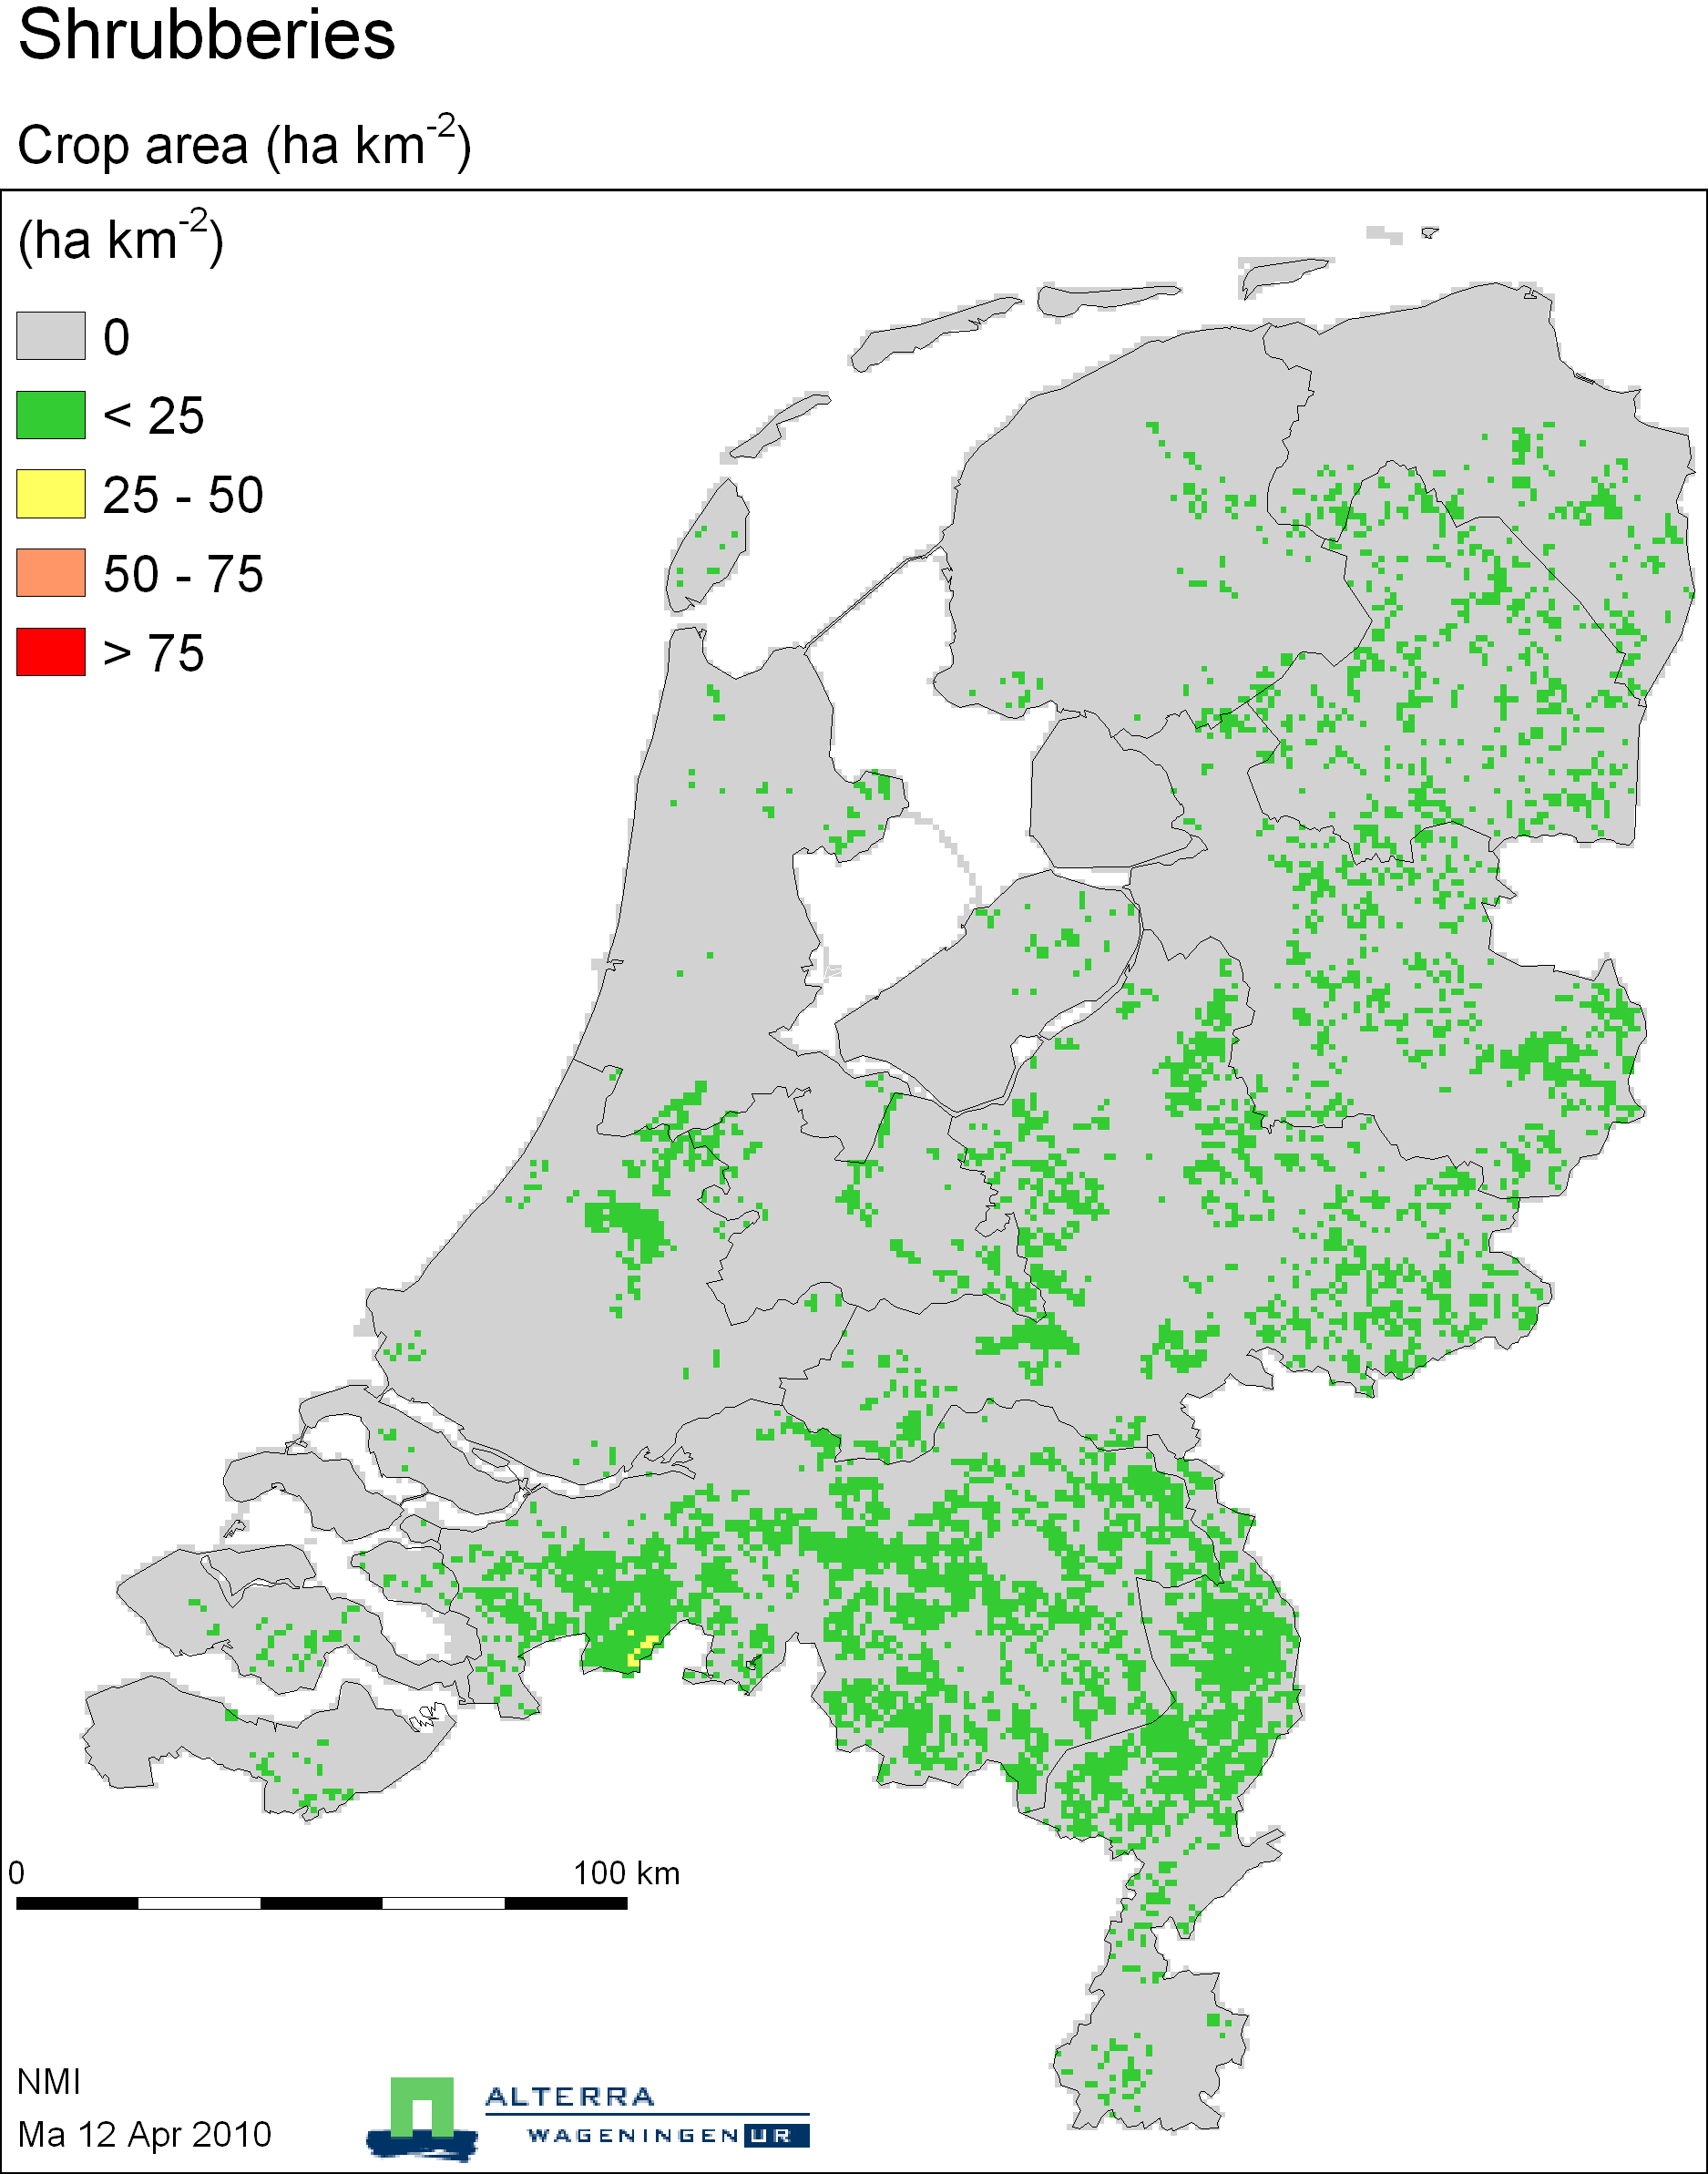 Shrubberies
Crop area (ha km-2)
(ha km-2)
0
< 25
25 - 50
50 - 75
> 75
0 100 km
NMI
Ma 12 Apr 2010
ALTERRA
WAGENINGEN UR